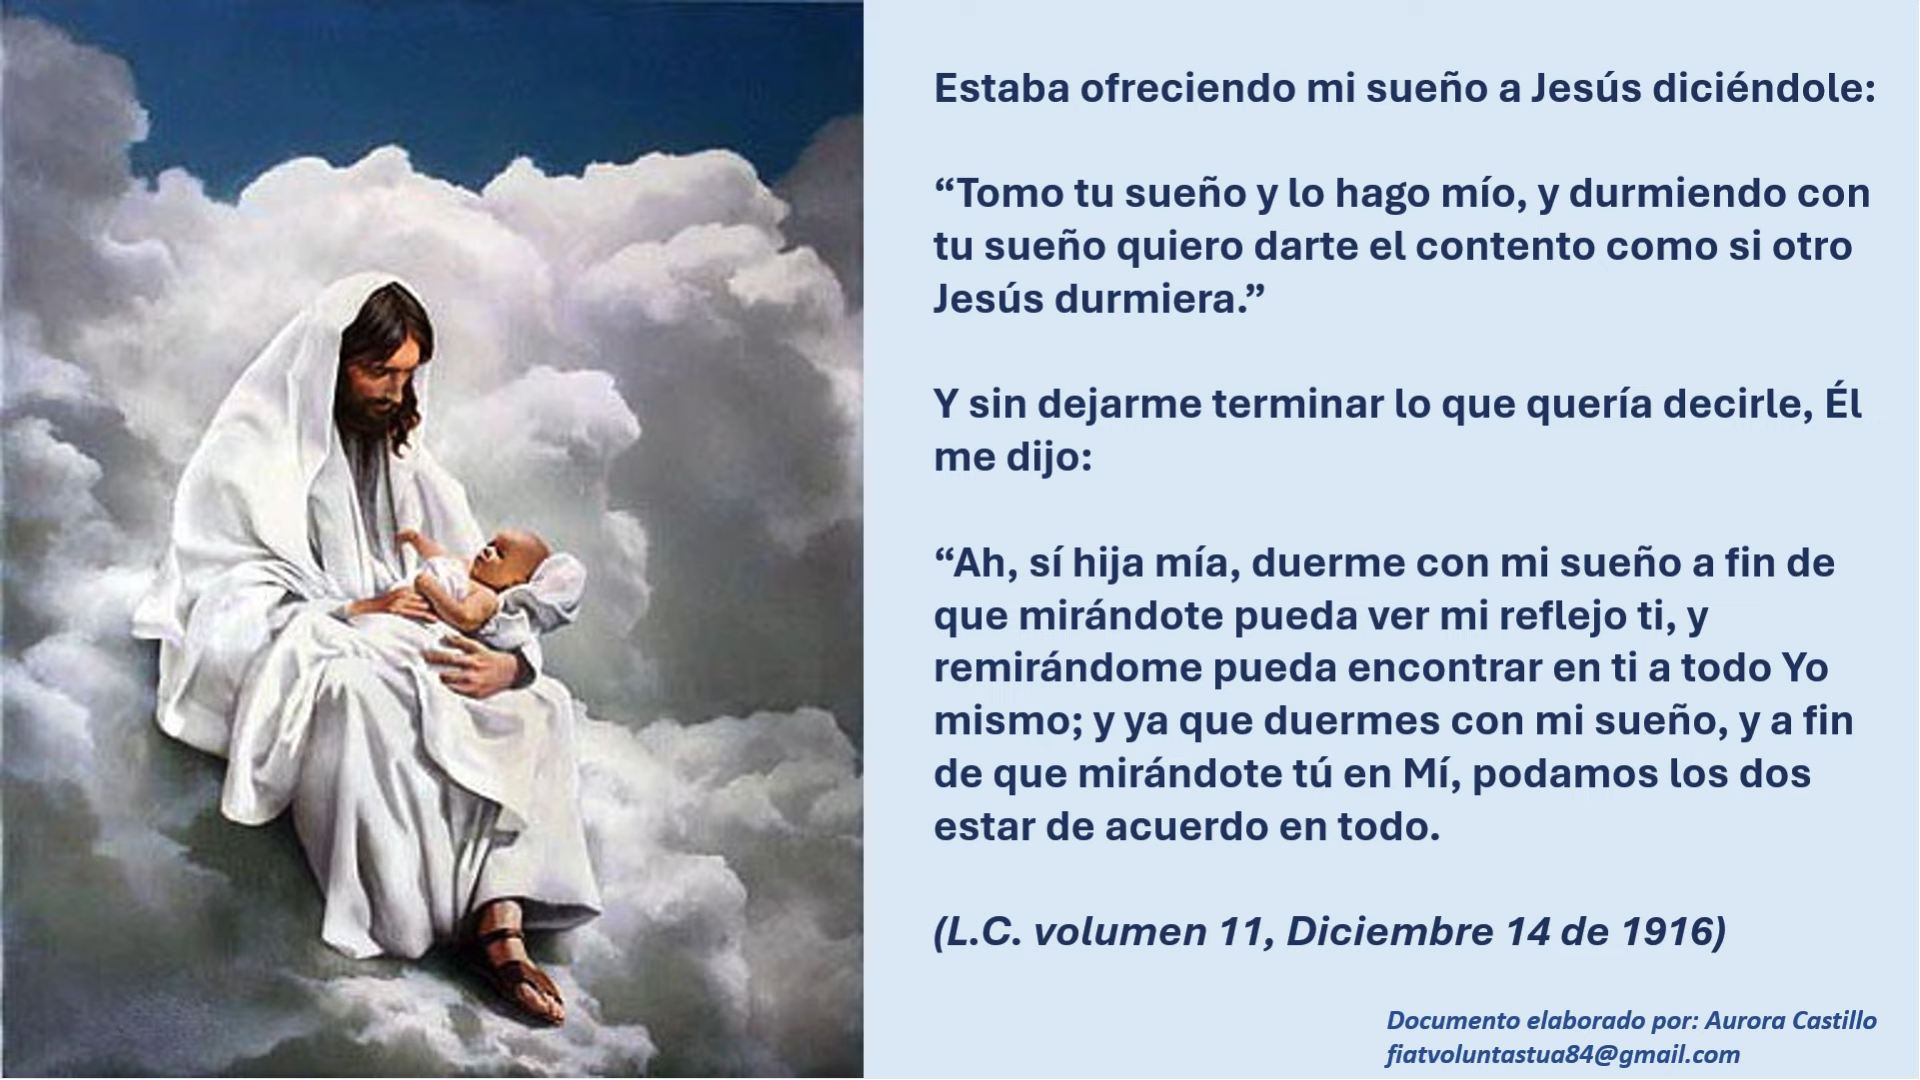 Estaba ofreciendo mi sueño a Jesús diciéndole:
“Tomo tu sueño y lo hago mío, y durmiendo con
tu sueño quiero darte el contento como si otro
Jesús durmiera.”
Y sin dejarme terminar lo que quería decirle, Él
me dijo:
“Ah, sí hija mía, duerme con mi sueño a fin de
que mirándote pueda ver mi reflejo ti, y
remirándome pueda encontrar en ti a todo Yo
mismo; y ya que duermes con mi sueño, y a fin
de que mirándote tú en Mí, podamos los dos
estar de acuerdo en todo.
(L.C. volumen 11, Diciembre 14 de 1916)
Documento elaborado por: Aurora Castillo
fiatvoluntastua84@gmail.com